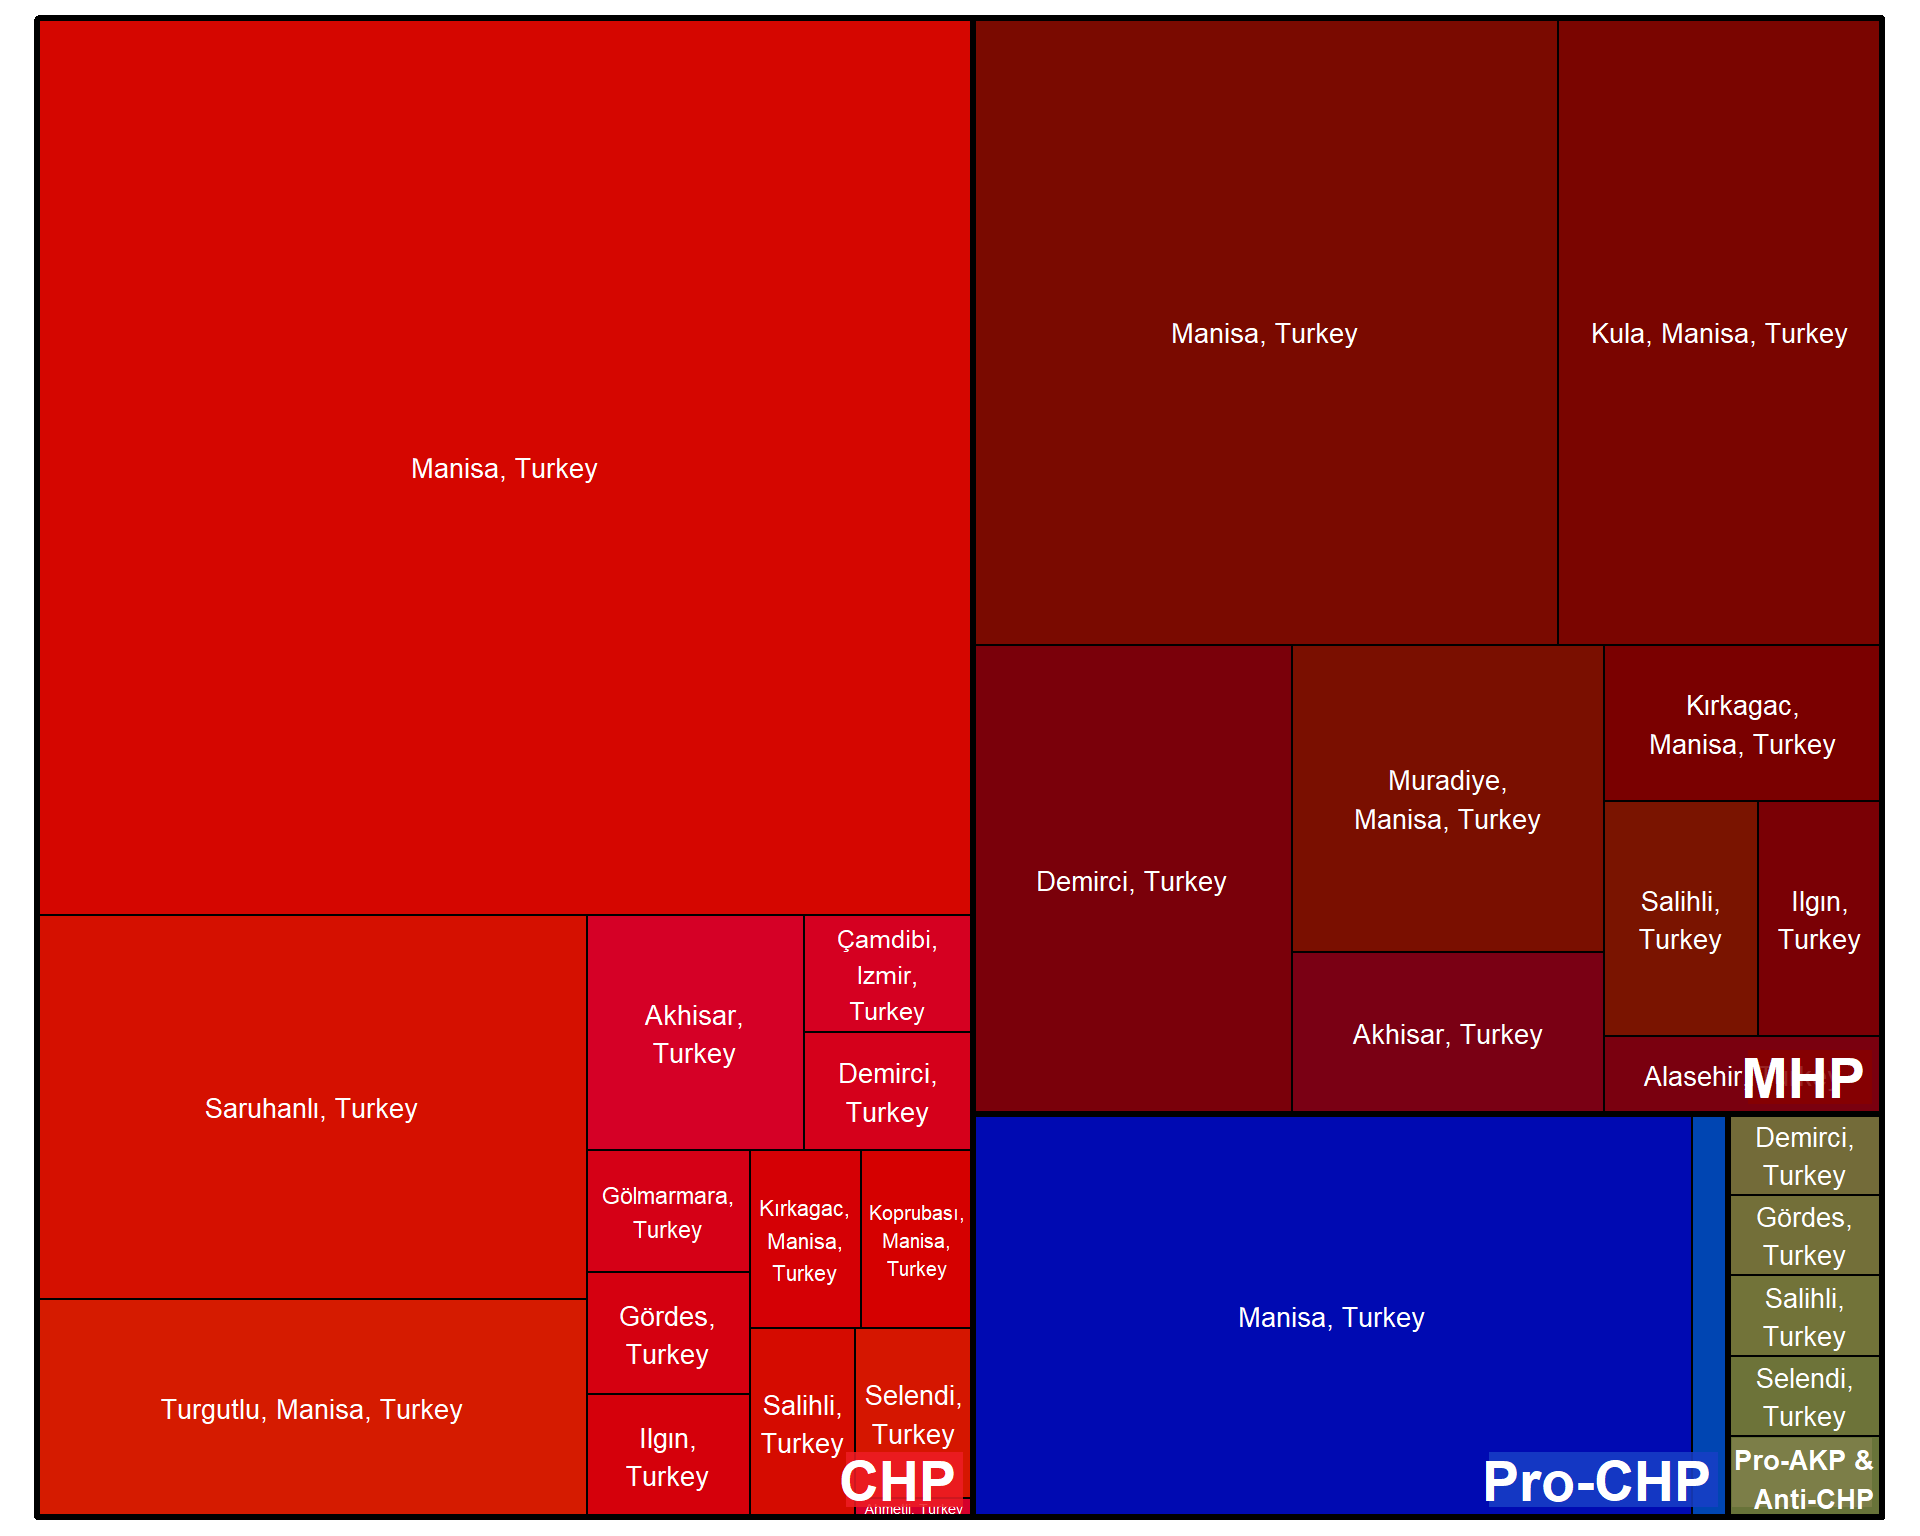 Manisa, Turkey
Saruhanlı, Turkey
Turgutlu, Manisa, Turkey
Akhisar,
Turkey
Çamdibi,
Izmir,
Turkey
Demirci,
Turkey
Gölmarmara,
Turkey
Gördes,
Turkey
Ilgın,
Turkey
Kırkagac,
Manisa,
Turkey
Koprubası,
Manisa,
Turkey
Salihli,
Turkey
Selendi,
Turkey
Ahmetli, Turkey
CHP
Manisa, Turkey
Kula, Manisa, Turkey
Demirci, Turkey
Muradiye,
Manisa, Turkey
Akhisar, Turkey
Kırkagac,
Manisa, Turkey
Salihli,
Turkey
Ilgın,
Turkey
Alasehir,
MHP
Manisa, Turkey
Pro-CHP
Demirci,
Turkey
Gördes,
Turkey
Salihli,
Turkey
Selendi,
Turkey
Pro-AKP &
Anti-CHP